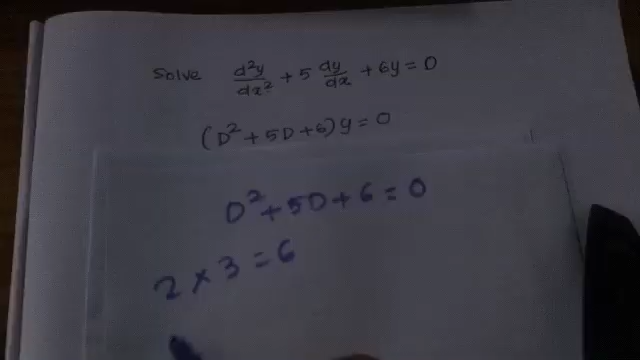 Solve d²y/dx² + 5 dy/dx + 6y = 0
(D² + 5D + 6) y = 0
D² + 5D + 6 = 0
2 × 3 = 6